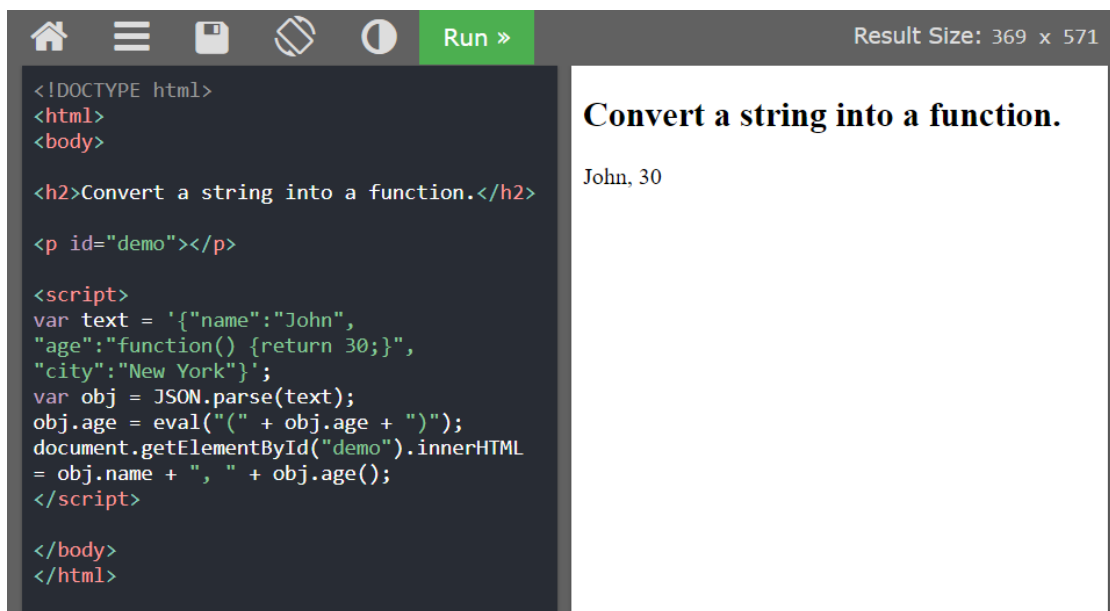 Run »
Result Size: 369 x 571
<!DOCTYPE html>
<html>
<body>
<h2>Convert a string into a function.</h2>
<p id="demo"></p>
<script>
var text = '{"name":"John",
"age":"function() {return 30;}",
"city":"New York"}';
var obj = JSON.parse(text);
obj.age = eval("(" + obj.age + ")");
document.getElementById("demo").innerHTML
= obj.name + ", " + obj.age();
</script>
</body>
</html>
Convert a string into a function.
John, 30